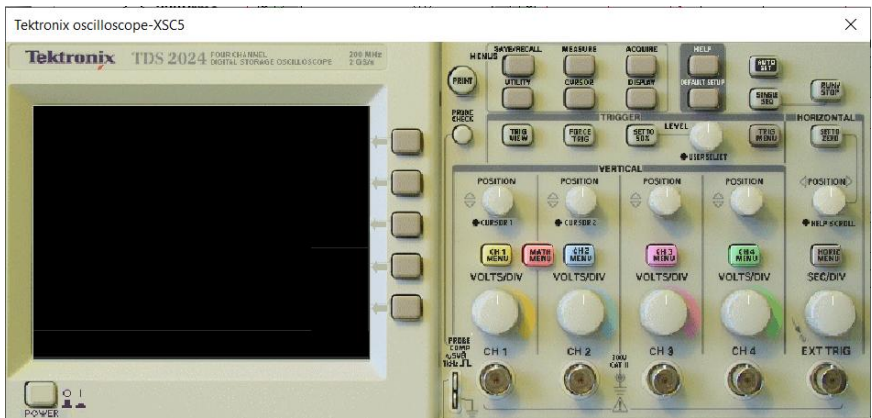 Tektronix oscilloscope-XSC5
Tektronix TDS 2024 FOUR CHANNEL DIGITAL STORAGE OSCILLOSCOPE
200 MHz
2 GS/s
MENUS
SAVE/RECALL
MEASURE
ACQUIRE
HELP
AUTO SET
PRINT
UTILITY
CURSOR
DISPLAY
DEFAULT SETUP
SINGLE SEQ
RUN/ STOP
PROBE CHECK
TRIGGER
HORIZONTAL
TRIG VIEW
FORCE TRIG
SET TO 50%
LEVEL
TRIG MENU
SET TO ZERO
USER SELECT
VERTICAL
POSITION
POSITION
POSITION
POSITION
POSITION
CURSOR 1
CURSOR 2
HELP SCROLL
CH 1 MENU
MATH MENU
CH 2 MENU
CH 3 MENU
CH 4 MENU
HORIZ MENU
VOLTS/DIV
VOLTS/DIV
VOLTS/DIV
VOLTS/DIV
SEC/DIV
PROBE COMP
CH 1
CH 2
CH 3
CH 4
EXT TRIG
CAT II
POWER